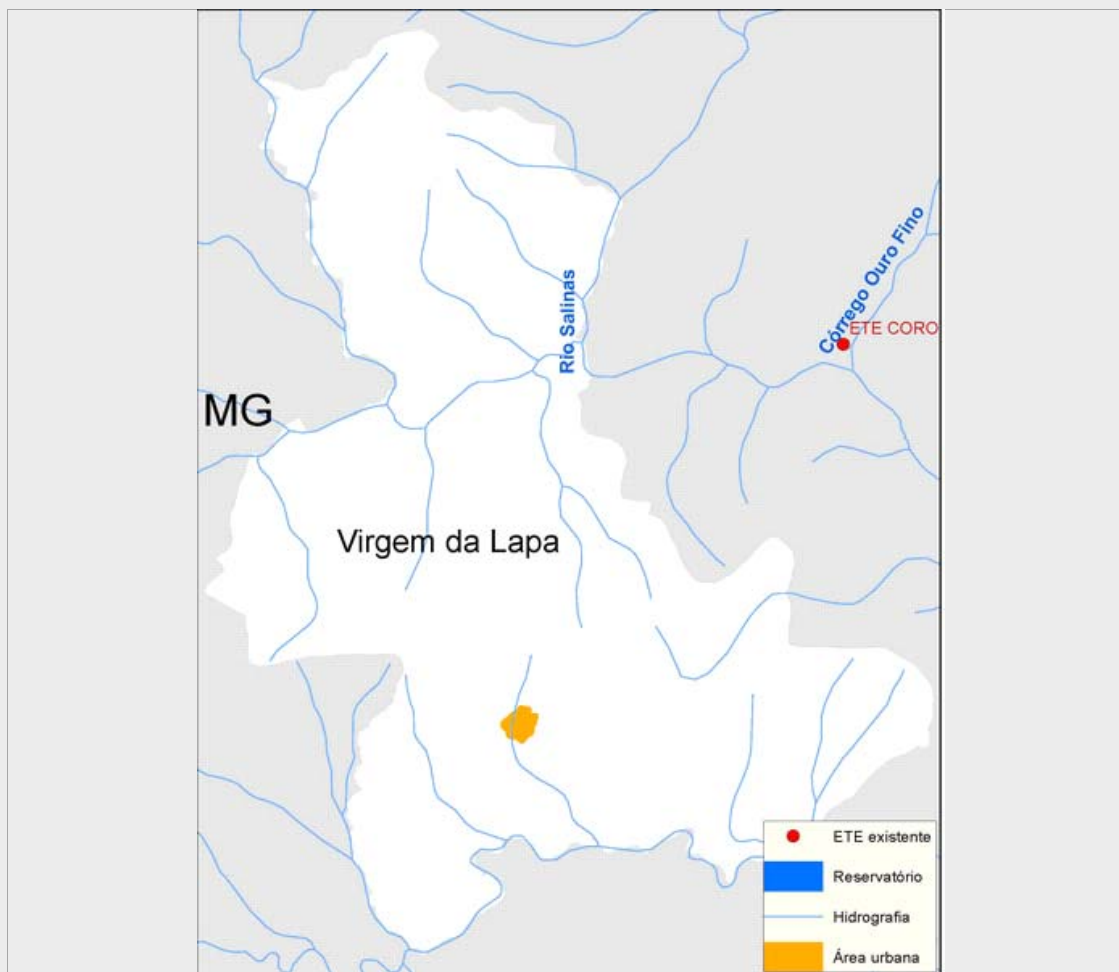 Córrego Ouro Fino
Rio Salinas
ETE CORO
MG
Virgem da Lapa
ETE existente
Reservatório
Hidrografia
Área urbana